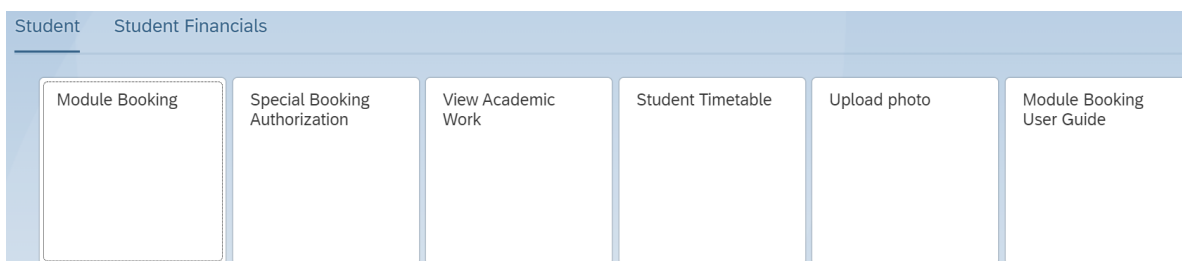 Student Student Financials
Module Booking
Special Booking
Authorization
View Academic
Work
Student Timetable
Upload photo
Module Booking
User Guide